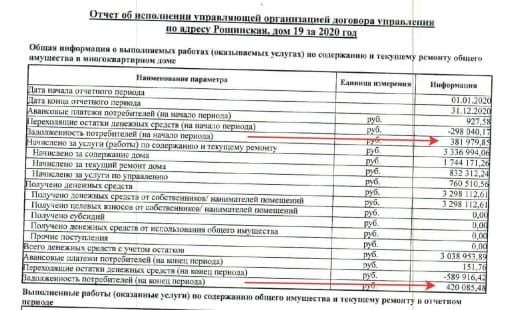 Отчет об исполнении управляющей организацией договора управления
по адресу Рощинская, дом 19 за 2020 год
Общая информация о выполняемых работах (оказываемых услугах) по содержанию и текущему ремонту общего
имущества в многоквартирном доме
Наименование параметра Единица измерения Информация
Дата начала отчетного периода 01.01.2020
Дата конца отчетного периода 31.12.2020
Авансовые платежи потребителей (на начало периода) руб. 927,58
Переходящие остатки денежных средств (на начало периода) руб. -298 040,17
Задолженность потребителей (на начало периода) руб. 381 979,85
Начислено за услуги (работы) по содержанию и текущему ремонту руб. 3 336 994,06
Начислено за содержание дома руб. 1 744 171,26
Начислено за текущий ремонт дома руб. 832 312,24
Начислено за услуги по управлению руб. 760 510,56
Получено денежных средств руб. 3 298 112,61
Получено денежных средств от собственников/ нанимателей помещений руб. 3 298 112,61
Получено целевых взносов от собственников/ нанимателей помещений руб. 0,00
Получено субсидий руб. 0,00
Получено денежных средств от использования общего имущества руб. 0,00
Прочие поступления руб. 0,00
Всего денежных средств с учетом остатков руб. 3 038 953,89
Авансовые платежи потребителей (на конец периода) руб. 151,76
Переходящие остатки денежных средств (на конец периода) руб. -589 916,42
Задолженность потребителей (на конец периода) руб. 420 085,48
Выполненные работы (оказанные услуги) по содержанию общего имущества и текущему ремонту в отчетном
периоде